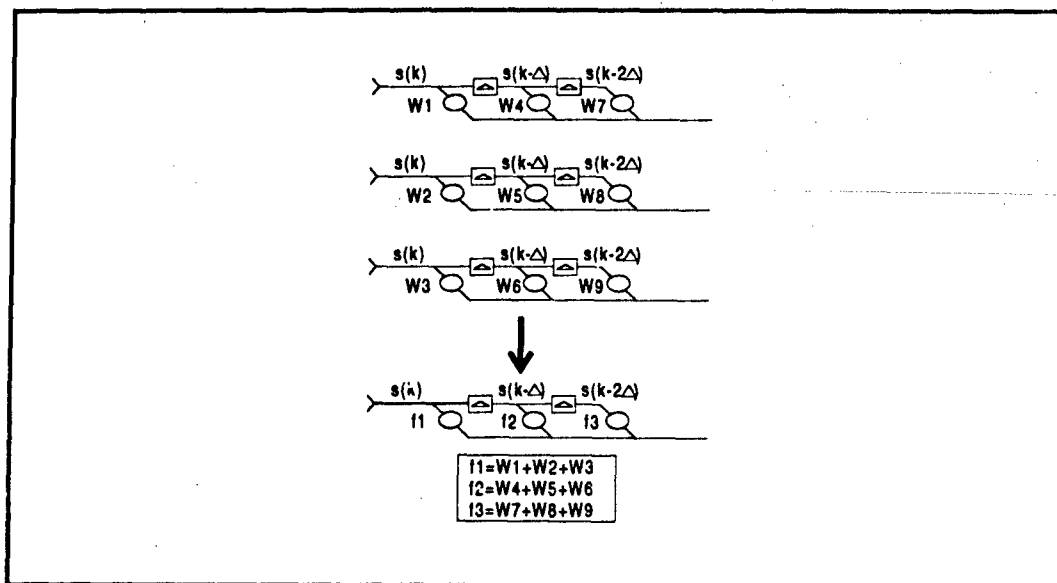 s(k) s(k-Δ) s(k-2Δ)
W1 W4 W7
s(k) s(k-Δ) s(k-2Δ)
W2 W5 W8
s(k) s(k-Δ) s(k-2Δ)
W3 W6 W9
s(k) s(k-Δ) s(k-2Δ)
f1 f2 f3
f1=W1+W2+W3
f2=W4+W5+W6
f3=W7+W8+W9